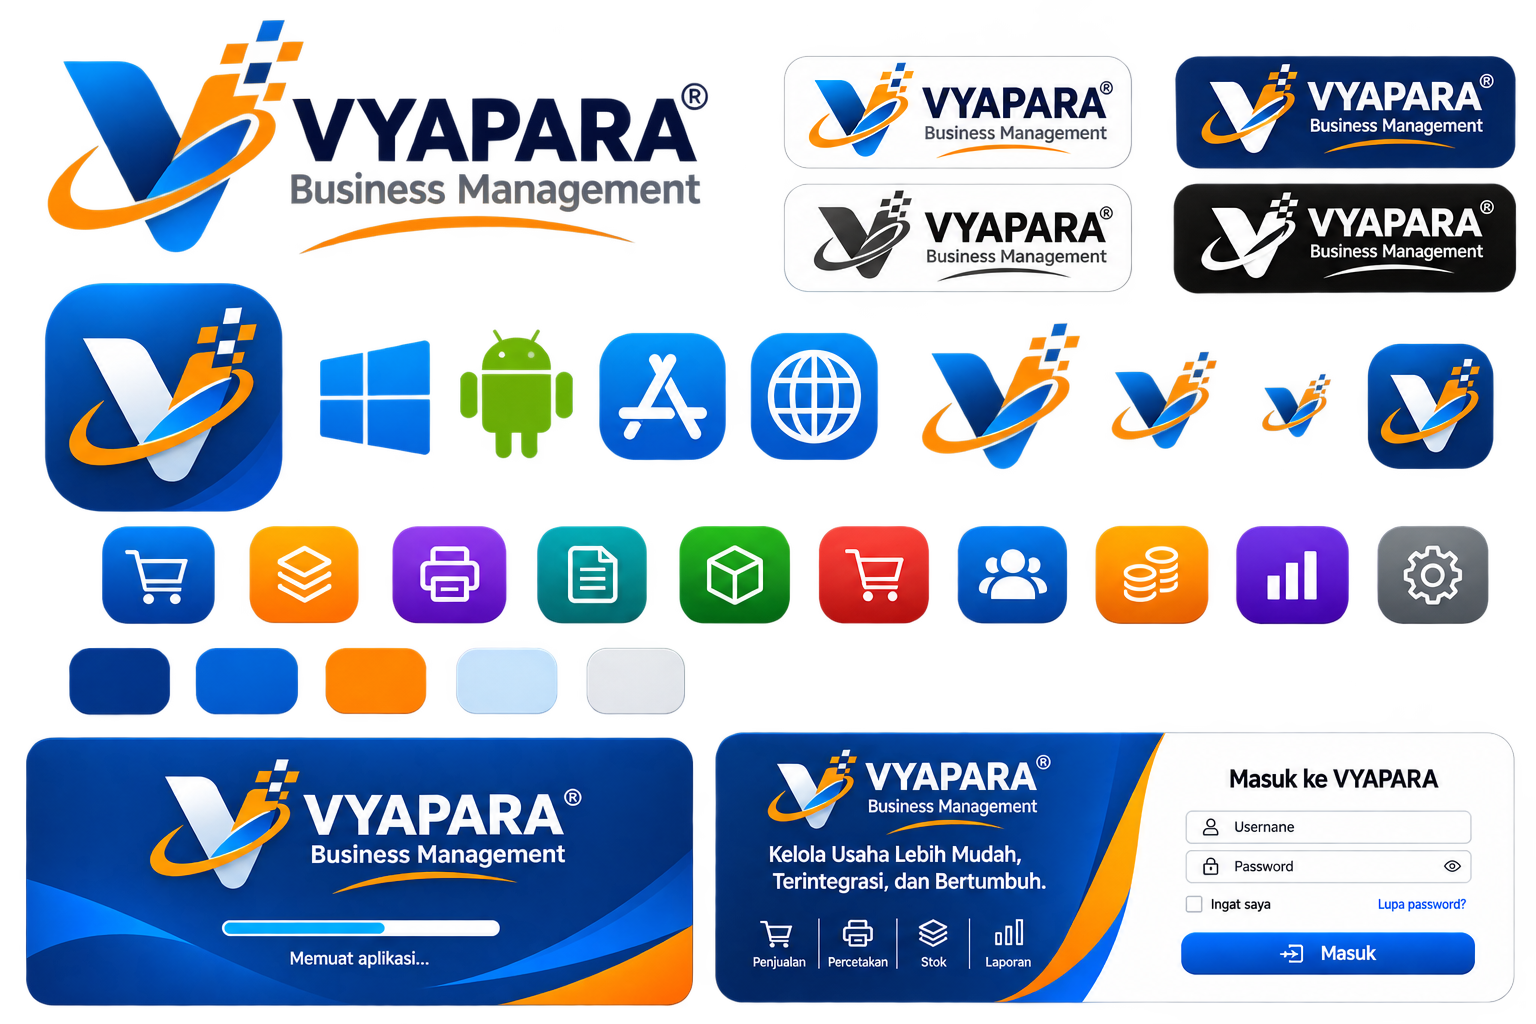 VYAPARA®
Business Management
VYAPARA®
Business Management
VYAPARA®
Business Management
VYAPARA®
Business Management
VYAPARA®
Business Management
VYAPARA®
Business Management
Memuat aplikasi...
VYAPARA®
Business Management
Kelola Usaha Lebih Mudah,
Terintegrasi, dan Bertumbuh.
Penjualan
Percetakan
Stok
Laporan
Masuk ke VYAPARA
Usernane
Password
Ingat saya
Lupa password?
Masuk